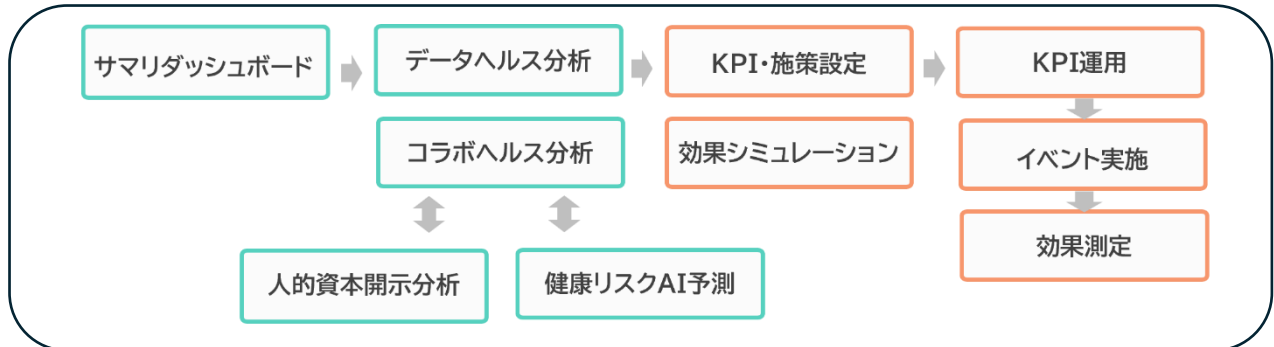 サマリダッシュボード
データヘルス分析
KPI・施策設定
KPI運用
コラボヘルス分析
効果シミュレーション
イベント実施
効果測定
人的資本開示分析
健康リスクAI予測